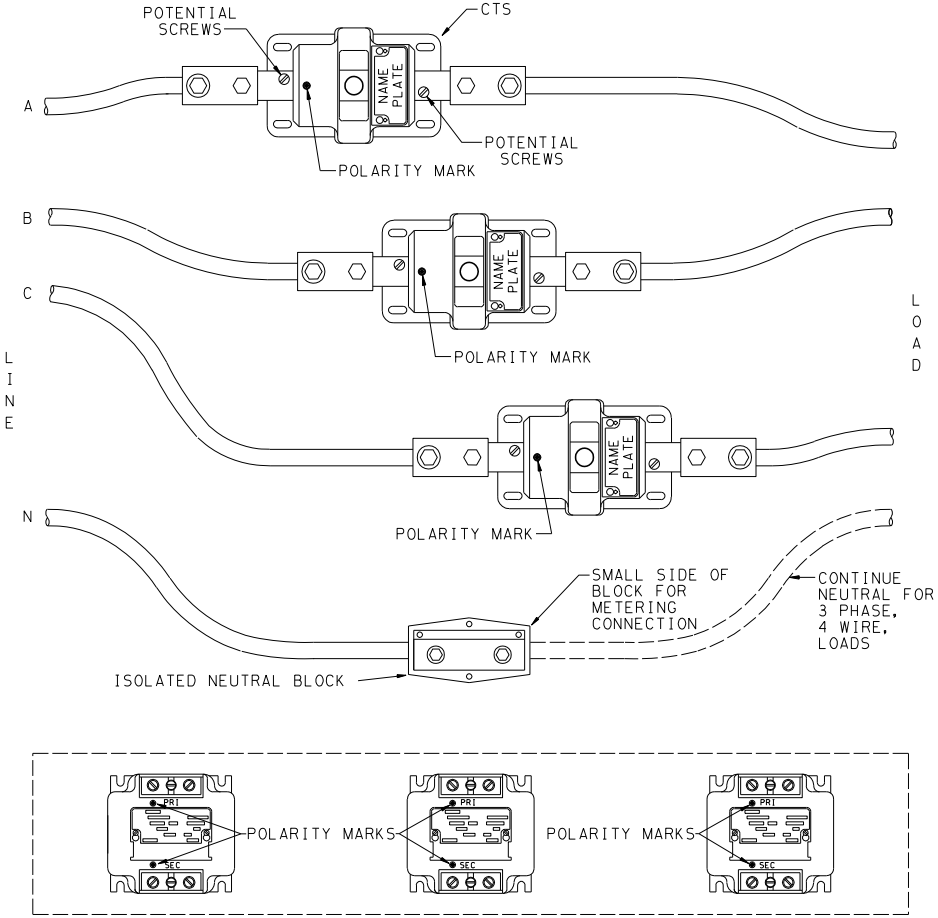 POTENTIAL
SCREWS
CTS
A
NAME
PLATE
POTENTIAL
SCREWS
POLARITY MARK
B
NAME
PLATE
C
POLARITY MARK
LINE
LOAD
NAME
PLATE
N
POLARITY MARK
SMALL SIDE OF
BLOCK FOR
METERING
CONNECTION
CONTINUE
NEUTRAL FOR
3 PHASE,
4 WIRE,
LOADS
ISOLATED NEUTRAL BLOCK
PRI
PRI
PRI
POLARITY MARKS
POLARITY MARKS
SEC
SEC
SEC